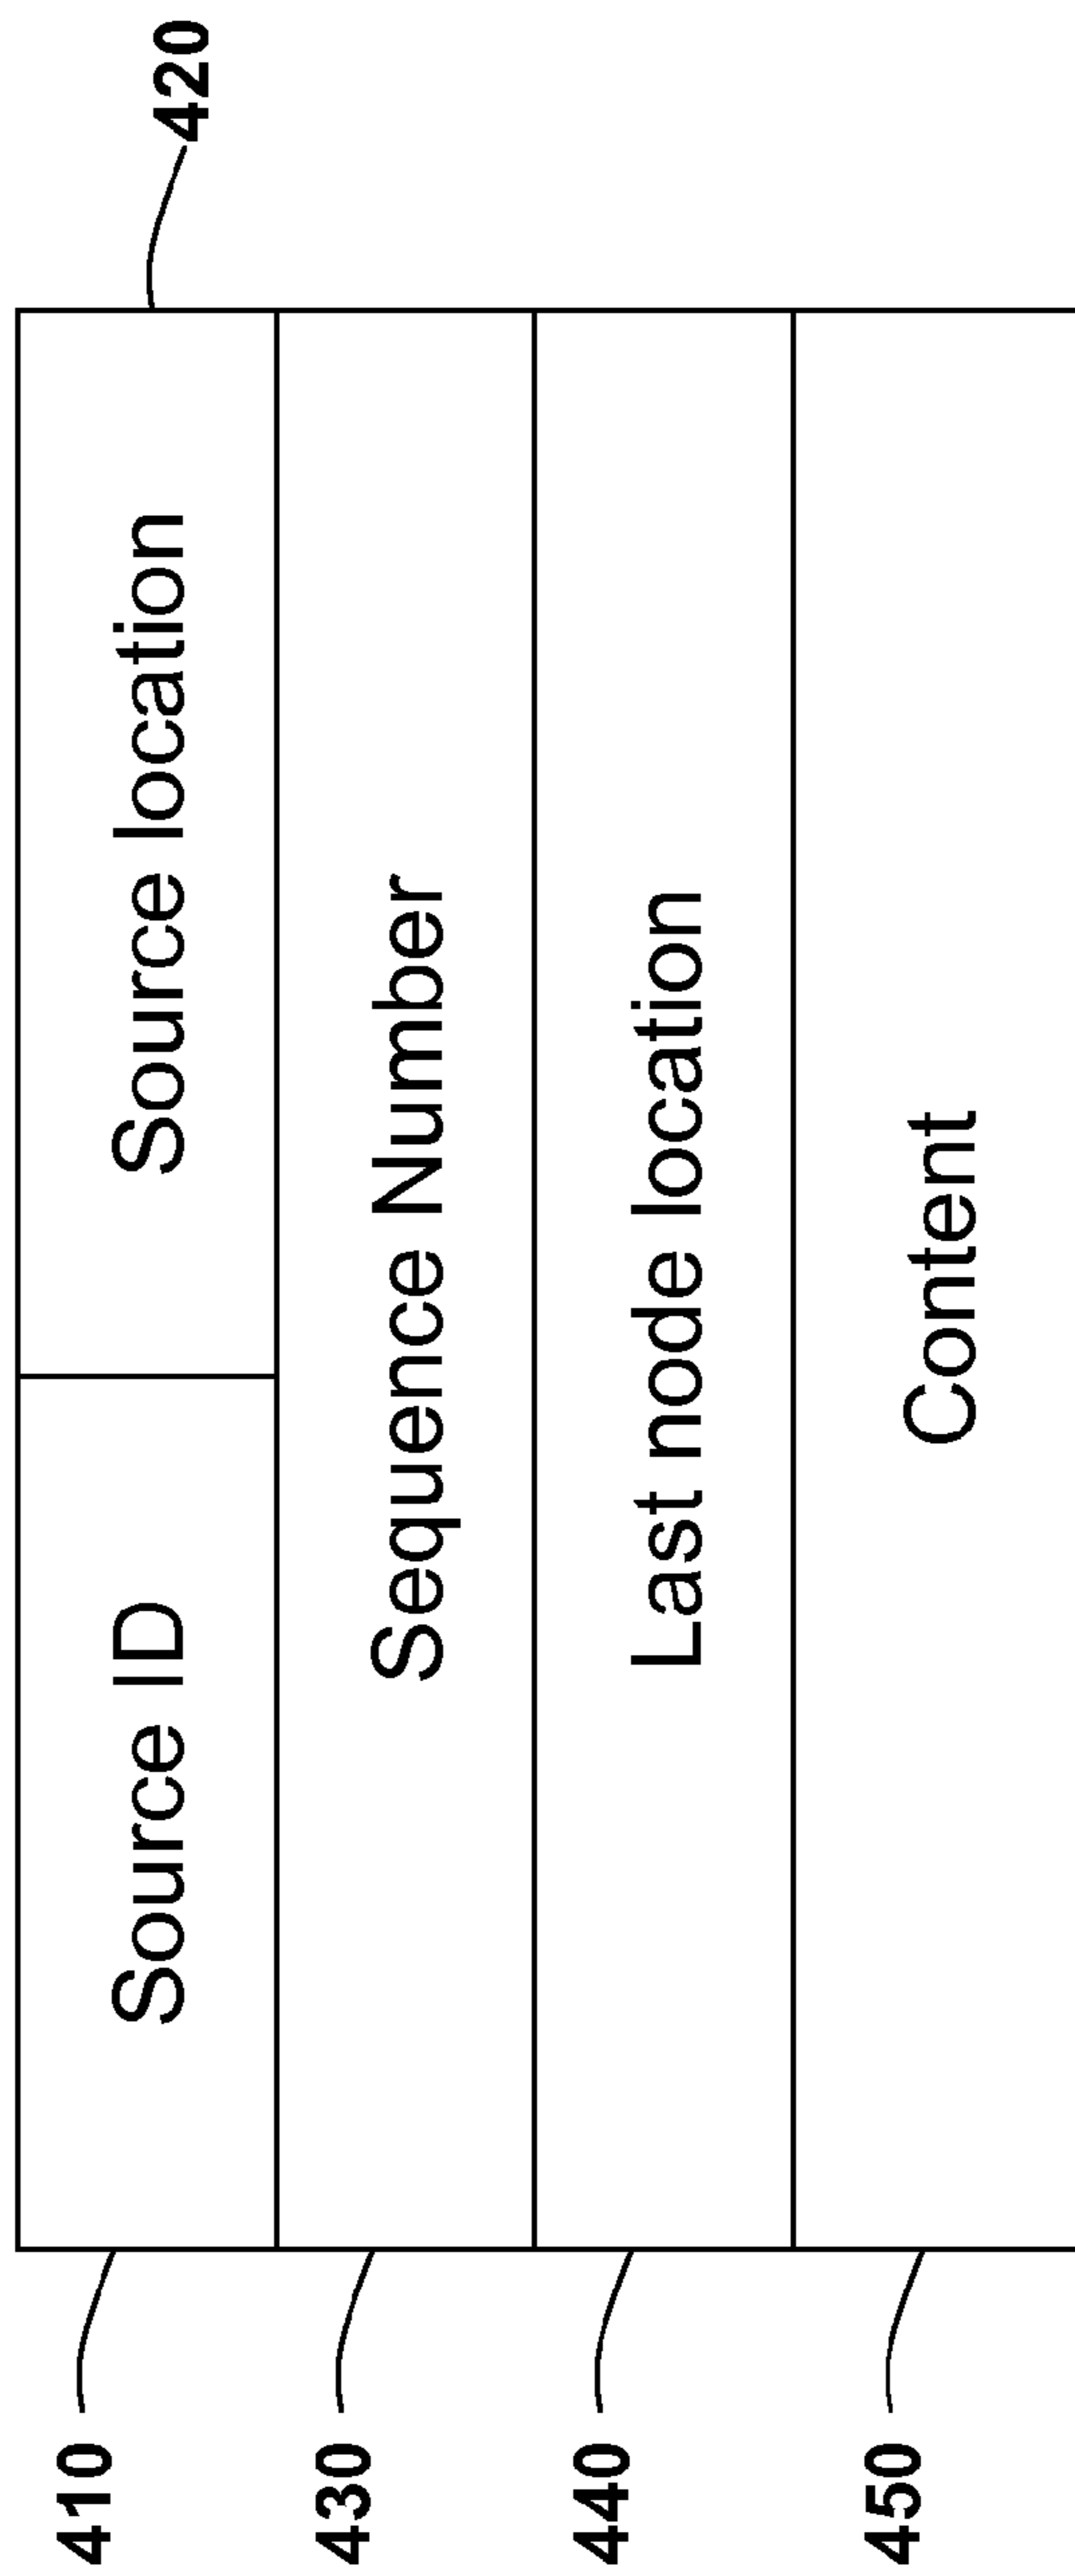 420
410
Source ID
Source location
430
Sequence Number
440
Last node location
450
Content